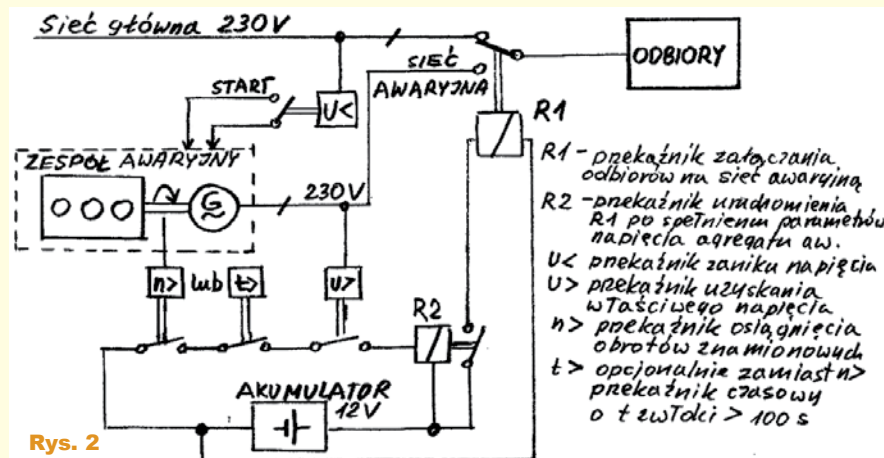 Sieć główna 230V
ODBIORY
SIEĆ
AWARYJNA
START
U<
R1
ZESPÓŁ AWARYJNY
G
230V
n> lub t> U>
R2
AKUMULATOR
12V
R1 - przekaźnik załączania
odbiorów na sieć awaryjną
R2 - przekaźnik uruchomienia
R1 po spełnieniu parametrów
napięcia agregatu aw.
U< przekaźnik zaniku napięcia
U> przekaźnik uzyskania
właściwego napięcia
n> przekaźnik osiągnięcia
obrotów znamionowych
t> opcjonalnie zamiast n>
przekaźnik czasowy
o t zwłoki > 100 s
Rys. 2